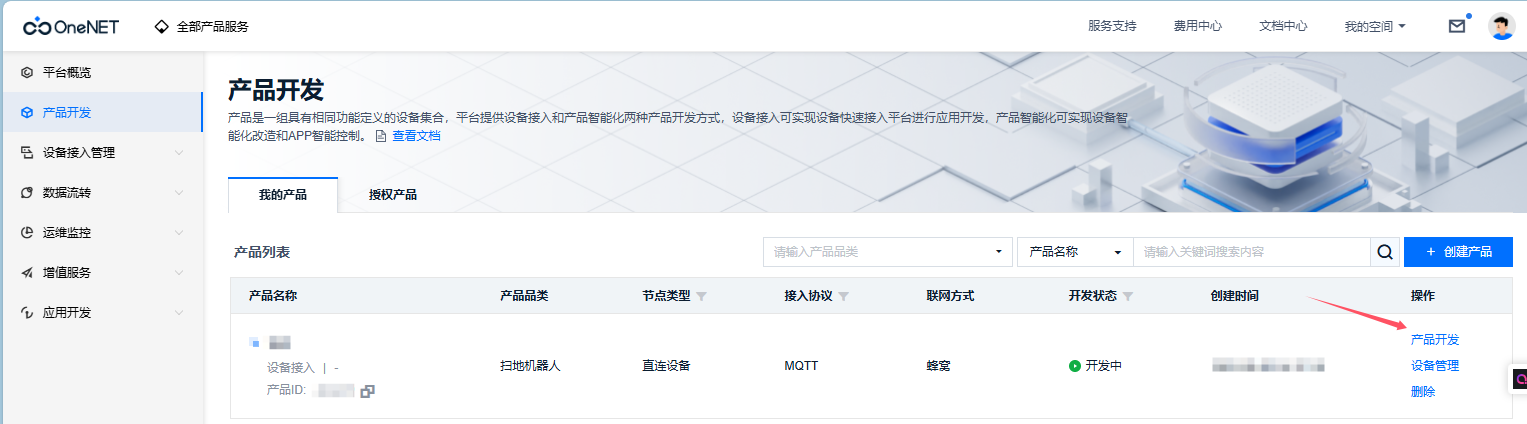 OneNET 全部产品服务 服务支持 费用中心 文档中心 我的空间
平台概览
产品开发
设备接入管理
数据流转
运维监控
增值服务
应用开发
产品开发
产品是一组具有相同功能定义的设备集合，平台提供设备接入和产品智能化两种产品开发方式，设备接入可实现设备快速接入平台进行应用开发，产品智能化可实现设备智
能化改造和APP智能控制。 查看文档
我的产品 授权产品
产品列表 请输入产品品类 产品名称 请输入关键词搜索内容 + 创建产品
产品名称 产品品类 节点类型 接入协议 联网方式 开发状态 创建时间 操作
设备接入 | -
产品ID:
扫地机器人 直连设备 MQTT 蜂窝 开发中
产品开发
设备管理
删除